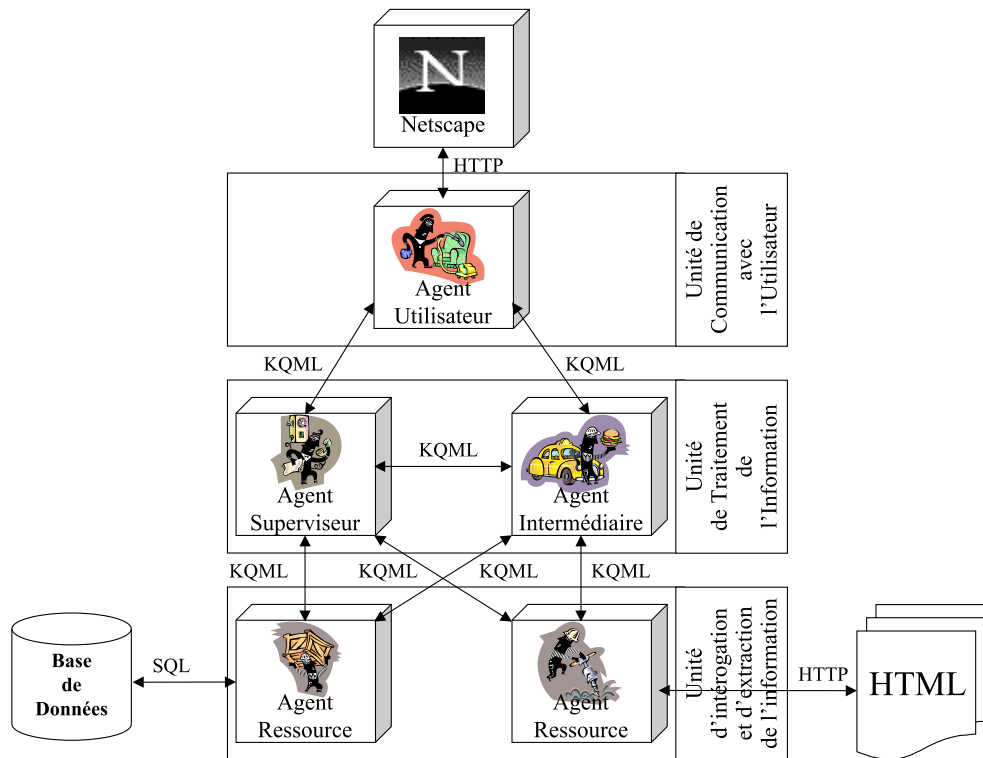 N
Netscape
HTTP
Agent
Utilisateur
Unité de
Communication
avec
l'Utilisateur
KQML
KQML
Agent
Superviseur
KQML
Agent
Intermédiaire
Unité
de Traitement
de
l'Information
KQML
KQML
KQML
KQML
Base
de
Données
SQL
Agent
Ressource
Agent
Ressource
Unité
d'intérogation
et d'extraction
de l'information
HTTP
HTML